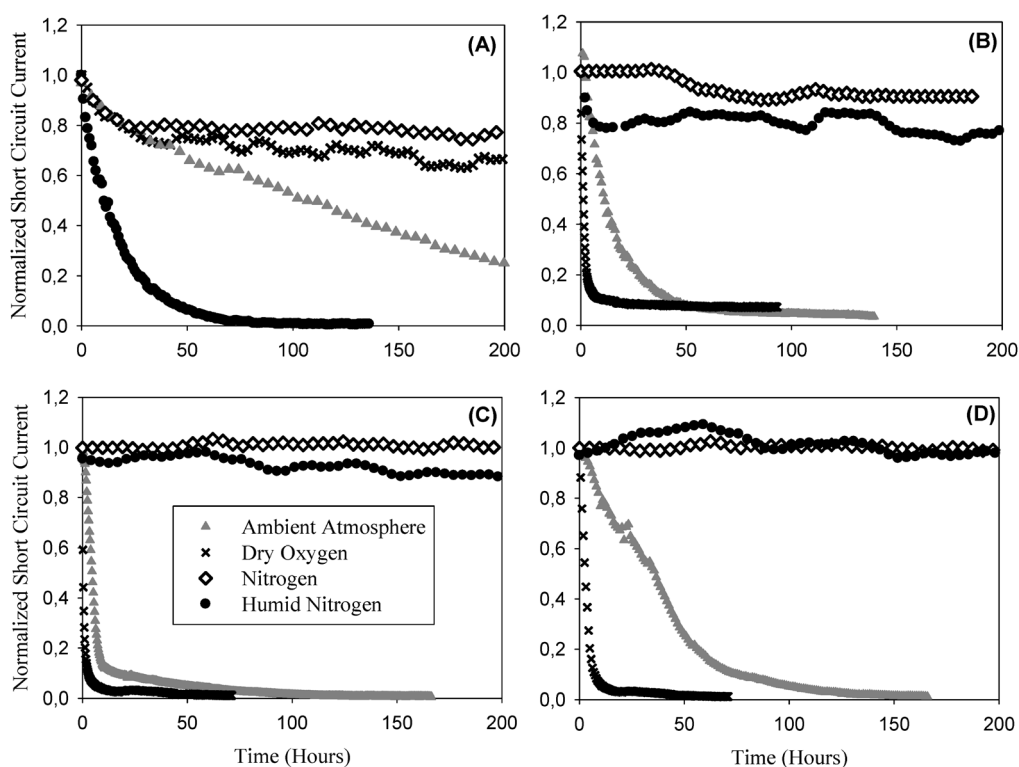 (A)
Normalized Short Circuit Current
1,2
1,0
0,8
0,6
0,4
0,2
0,0
0 50 100 150 200
(B)
1,2
1,0
0,8
0,6
0,4
0,2
0,0
0 50 100 150 200
(C)
Normalized Short Circuit Current
1,2
1,0
0,8
0,6
0,4
0,2
0,0
Ambient Atmosphere
Dry Oxygen
Nitrogen
Humid Nitrogen
0 50 100 150 200
Time (Hours)
(D)
1,2
1,0
0,8
0,6
0,4
0,2
0,0
0 50 100 150 200
Time (Hours)